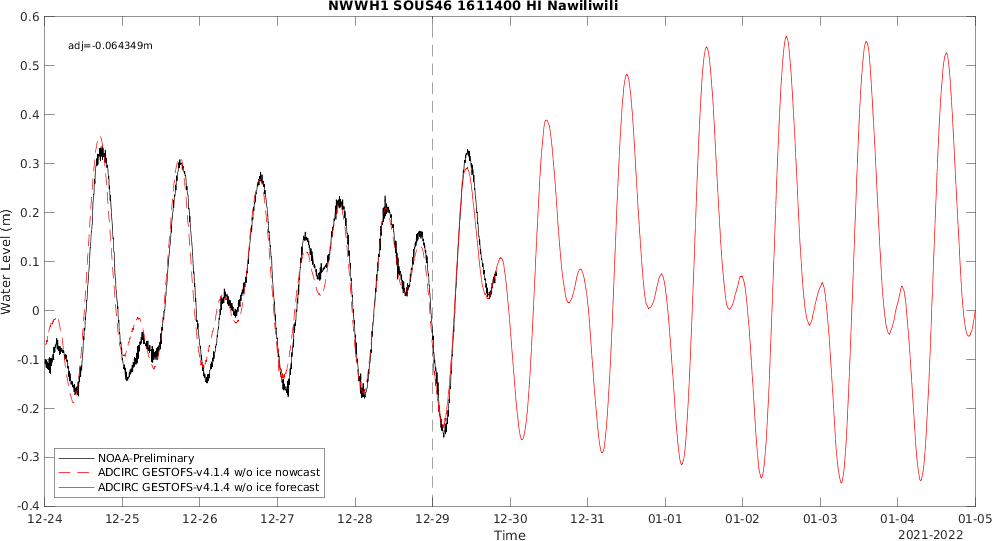 NWWH1 SOUS46 1611400 HI Nawiliwili
adj=-0.064349m
Water Level (m)
0.6
0.5
0.4
0.3
0.2
0.1
0
-0.1
-0.2
-0.3
-0.4
NOAA-Preliminary
ADCIRC GESTOFS-v4.1.4 w/o ice nowcast
ADCIRC GESTOFS-v4.1.4 w/o ice forecast
12-24 12-25 12-26 12-27 12-28 12-29 12-30 12-31 01-01 01-02 01-03 01-04 01-05
Time
2021-2022